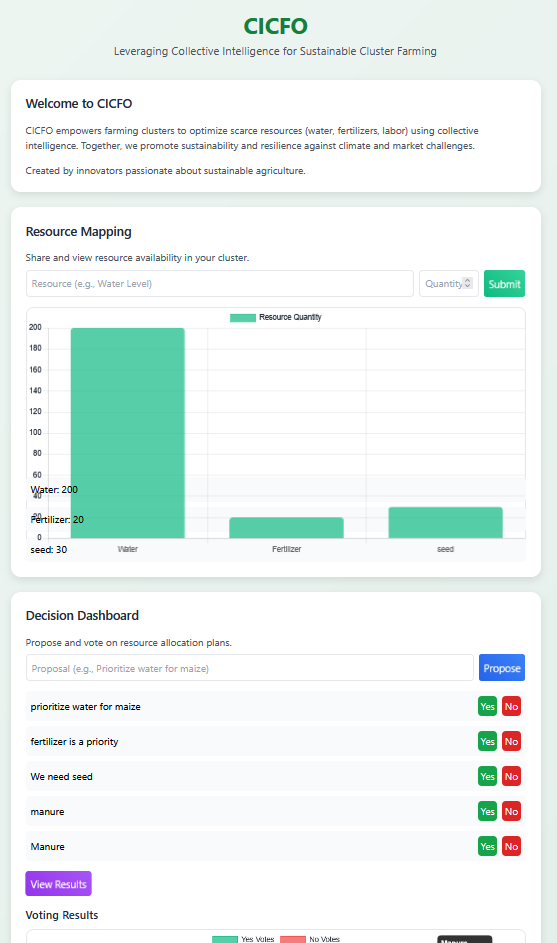 CICFO
Leveraging Collective Intelligence for Sustainable Cluster Farming
Welcome to CICFO
CICFO empowers farming clusters to optimize scarce resources (water, fertilizers, labor) using collective
intelligence. Together, we promote sustainability and resilience against climate and market challenges.
Created by innovators passionate about sustainable agriculture.
Resource Mapping
Share and view resource availability in your cluster.
Resource (e.g., Water Level) Quantity Submit
Resource Quantity
200
180
160
140
120
100
80
60
Water: 200
40
Fertilizer: 20
20
0
seed: 30
Water Fertilizer seed
Decision Dashboard
Propose and vote on resource allocation plans.
Proposal (e.g., Prioritize water for maize) Propose
prioritize water for maize Yes No
fertilizer is a priority Yes No
We need seed Yes No
manure Yes No
Manure Yes No
View Results
Voting Results
Yes Votes No Votes
Manure